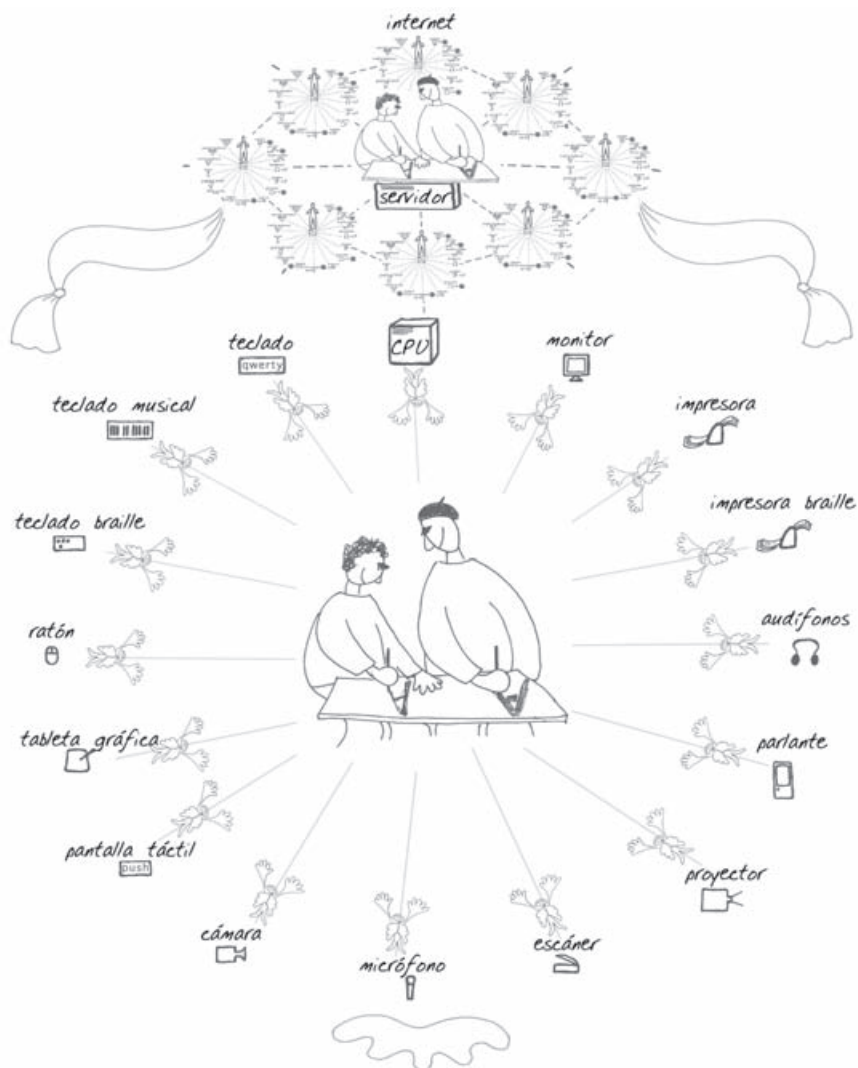 internet
servidor
CPU
teclado
qwerty
monitor
teclado musical
impresora
teclado braille
impresora braille
ratón
audífonos
tableta gráfica
parlante
pantalla táctil
push
proyector
cámara
escáner
micrófono